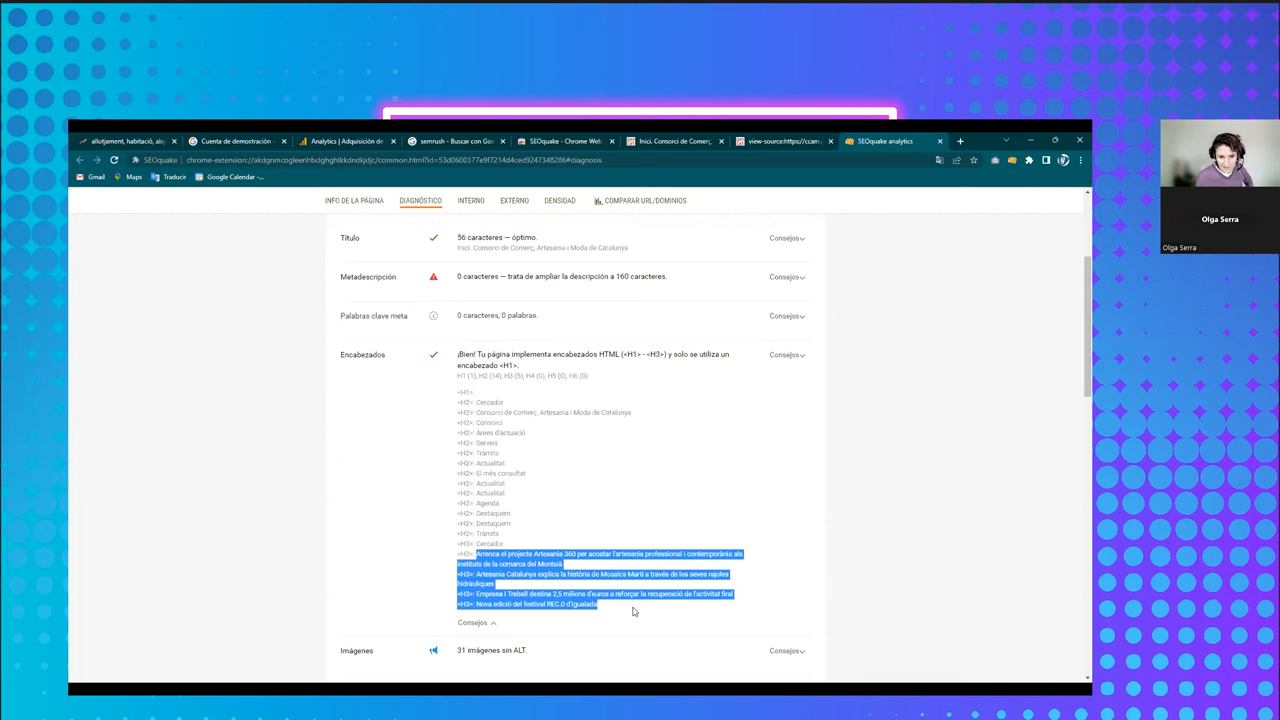 allotjament, habitació, aloj
Cuenta de demostración -
Analytics | Adquisición de
semrush - Buscar con Goo
SEOquake - Chrome Web
Inici. Consorci de Comerç,
view-source:https://ccam.g
SEOquake analytics
SEOquake
chrome-extension://akdgnmcogleenhbclghghlkkdndkjdjc/common.html?id=53d0600377e9f7214d4ced9247348286#diagnosis
Gmail
Maps
Traducir
Google Calendar -...
INFO DE LA PÁGINA
DIAGNÓSTICO
INTERNO
EXTERNO
DENSIDAD
COMPARAR URL/DOMINIOS
Título
56 caracteres — óptimo.
Consejos
Inici. Consorci de Comerç, Artesania i Moda de Catalunya
Metadescripción
0 caracteres — trata de ampliar la descripción a 160 caracteres.
Consejos
Palabras clave meta
0 caracteres, 0 palabras.
Consejos
Encabezados
¡Bien! Tu página implementa encabezados HTML (<H1> - <H3>) y solo se utiliza un
encabezado <H1>.
Consejos
H1 (1), H2 (14), H3 (5), H4 (0), H5 (0), H6 (0)
<H1>:
<H2>: Cercador
<H2>: Consorci de Comerç, Artesania i Moda de Catalunya
<H2>: Consorci
<H2>: Àrees d'actuació
<H2>: Serveis
<H2>: Tràmits
<H2>: Actualitat
<H2>: El més consultat
<H2>: Actualitat
<H2>: Actualitat
<H2>: Agenda
<H2>: Destaquem
<H2>: Destaquem
<H2>: Tràmits
<H3>: Cercador
<H3>: Arrenca el projecte Artesania 360 per acostar l'artesania professional i contemporània als
instituts de la comarca del Montsià
<H3>: Artesania Catalunya explica la història de Mosaics Martí a través de les seves rajoles
hidràuliques
<H3>: Empresa i Treball destina 2,5 milions d'euros a reforçar la recuperació de l'activitat firal
<H3>: Nova edició del festival REC.0 d'Igualada
Consejos
Imágenes
31 imágenes sin ALT.
Consejos
Olga Serra
Olga Serra